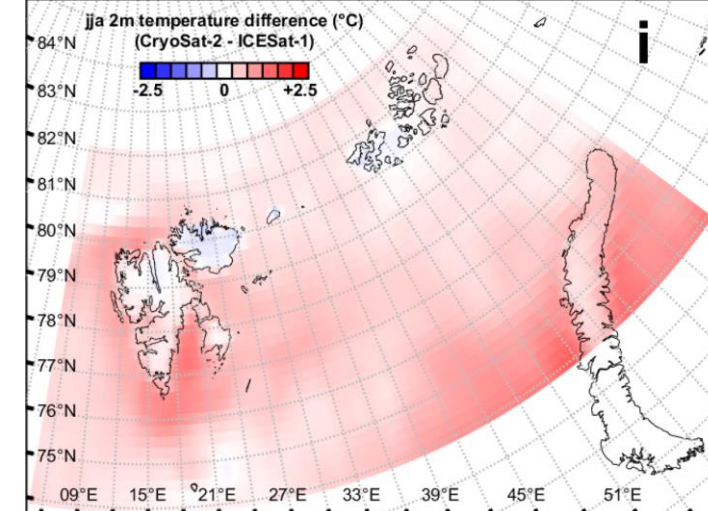 jja 2m temperature difference (°C)
(CryoSat-2 - ICESat-1)
i
-2.5 0 +2.5
84°N
83°N
82°N
81°N
80°N
79°N
78°N
77°N
76°N
75°N
09°E 15°E 21°E 27°E 33°E 39°E 45°E 51°E